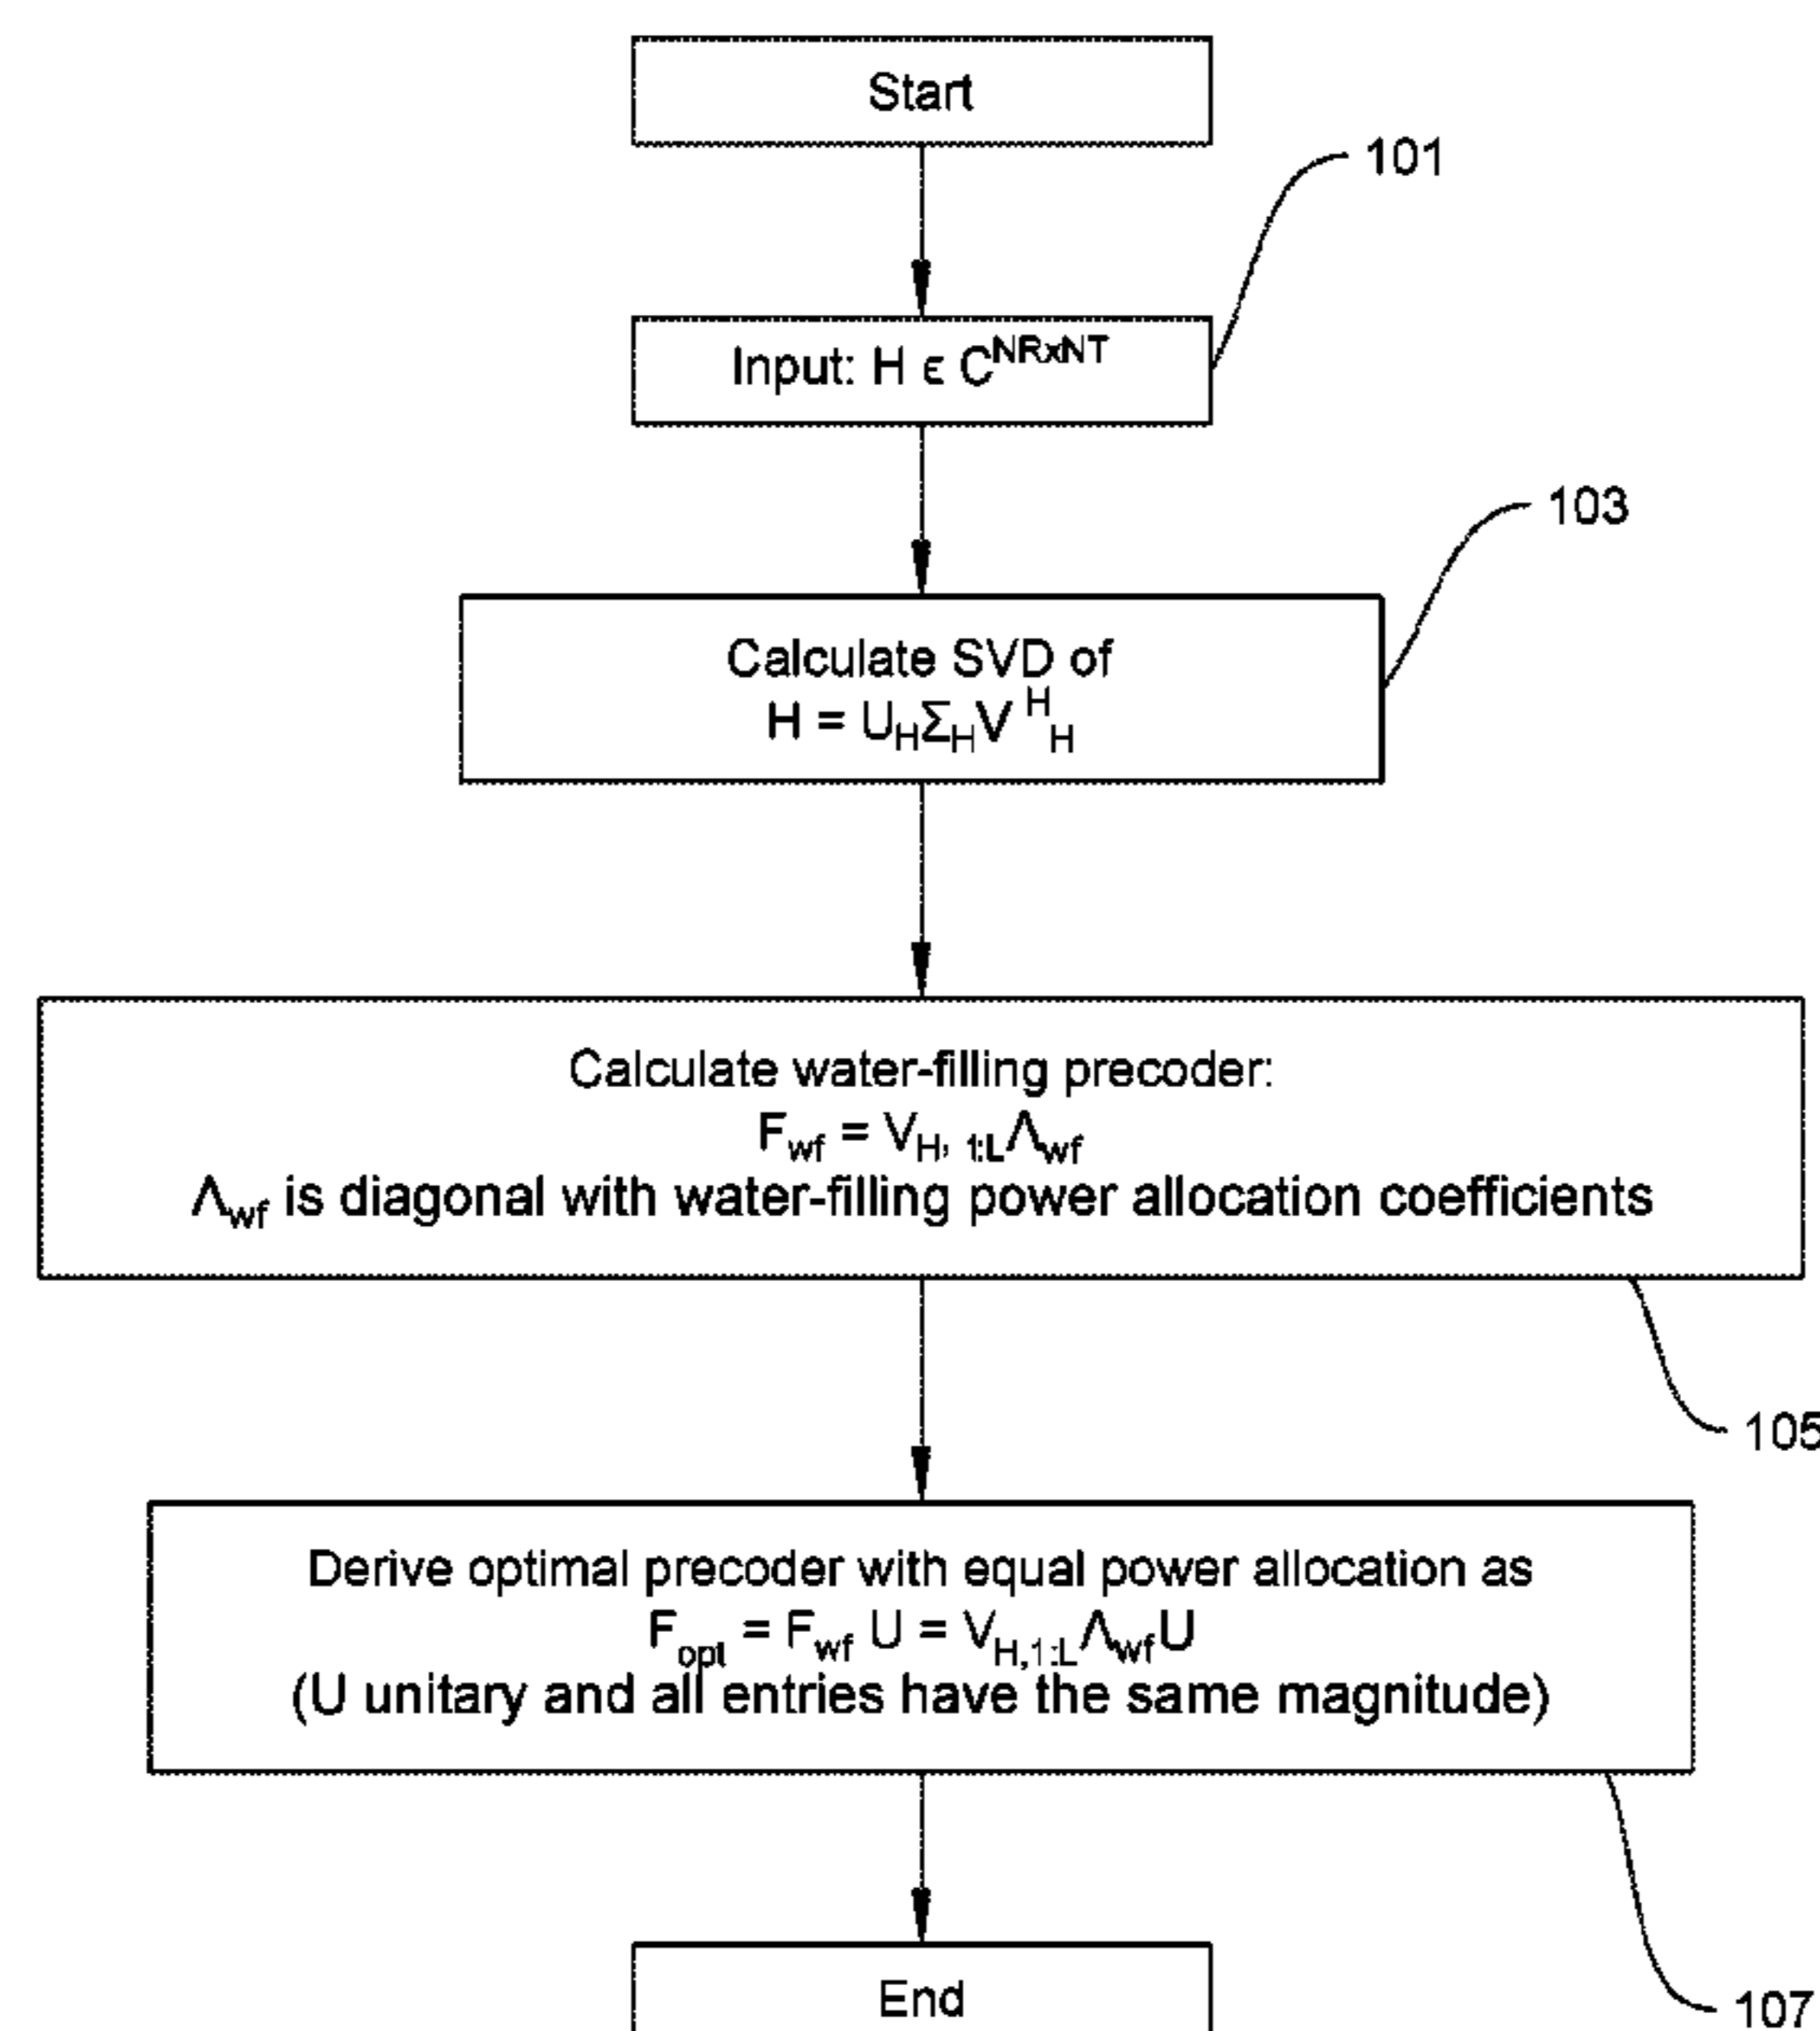 Start
101
Input: H ϵ C^NRxNT
103
Calculate SVD of
H = U_HΣ_HV^H_H
Calculate water-filling precoder:
F_wf = V_H, 1:LΛ_wf
Λ_wf is diagonal with water-filling power allocation coefficients
105
Derive optimal precoder with equal power allocation as
F_opt = F_wf U = V_H,1:LΛ_wfU
(U unitary and all entries have the same magnitude)
End
107